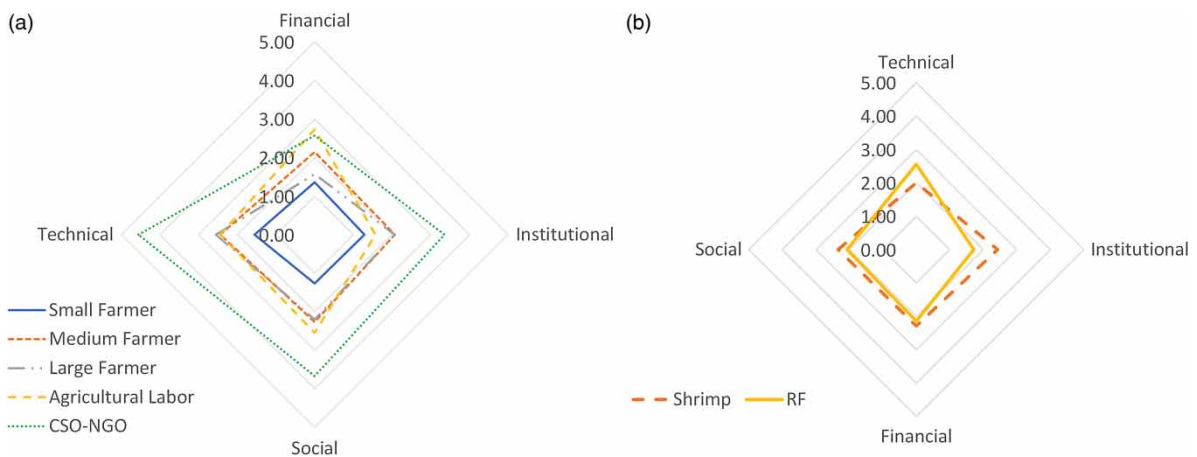 (a)
Financial
5.00
4.00
3.00
2.00
1.00
0.00
Technical
Institutional
Social
Small Farmer
Medium Farmer
Large Farmer
Agricultural Labor
CSO-NGO
(b)
Technical
5.00
4.00
3.00
2.00
1.00
0.00
Social
Institutional
Financial
Shrimp
RF